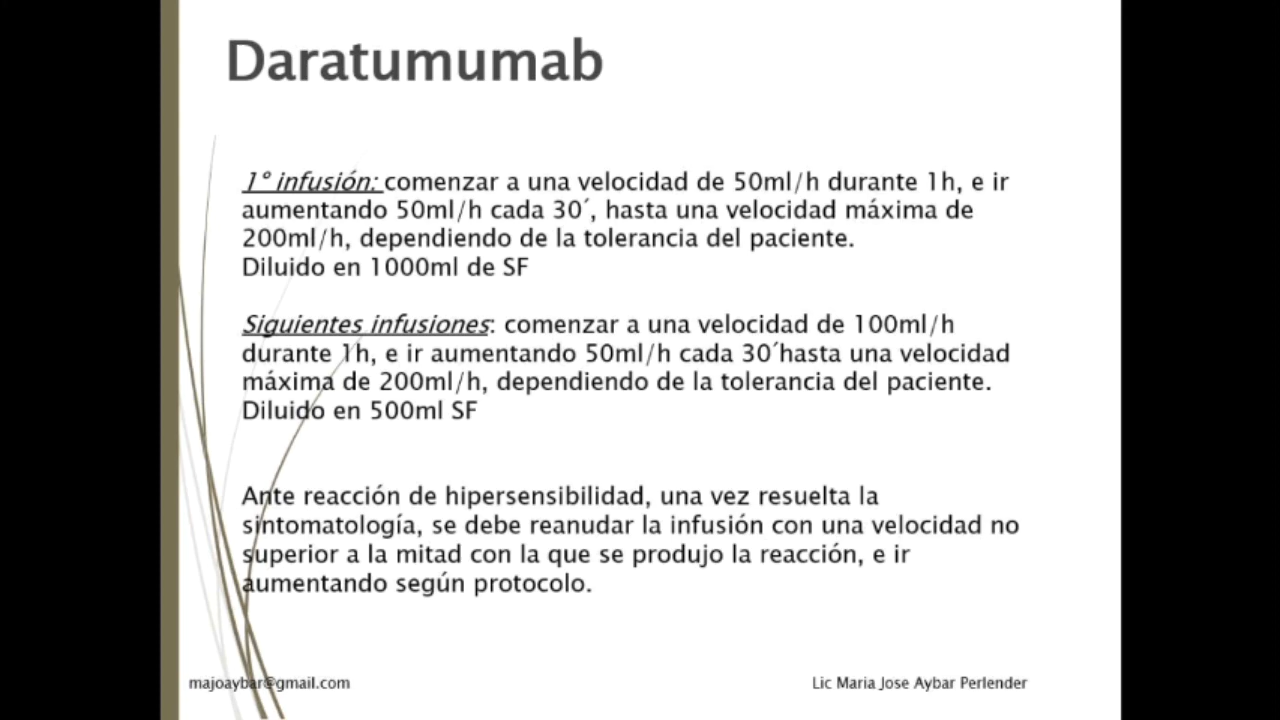 Daratumumab
1° infusión: comenzar a una velocidad de 50ml/h durante 1h, e ir
aumentando 50ml/h cada 30´, hasta una velocidad máxima de
200ml/h, dependiendo de la tolerancia del paciente.
Diluido en 1000ml de SF
Siguientes infusiones: comenzar a una velocidad de 100ml/h
durante 1h, e ir aumentando 50ml/h cada 30´hasta una velocidad
máxima de 200ml/h, dependiendo de la tolerancia del paciente.
Diluido en 500ml SF
Ante reacción de hipersensibilidad, una vez resuelta la
sintomatología, se debe reanudar la infusión con una velocidad no
superior a la mitad con la que se produjo la reacción, e ir
aumentando según protocolo.
majoaybar@gmail.com
Lic Maria Jose Aybar Perlender